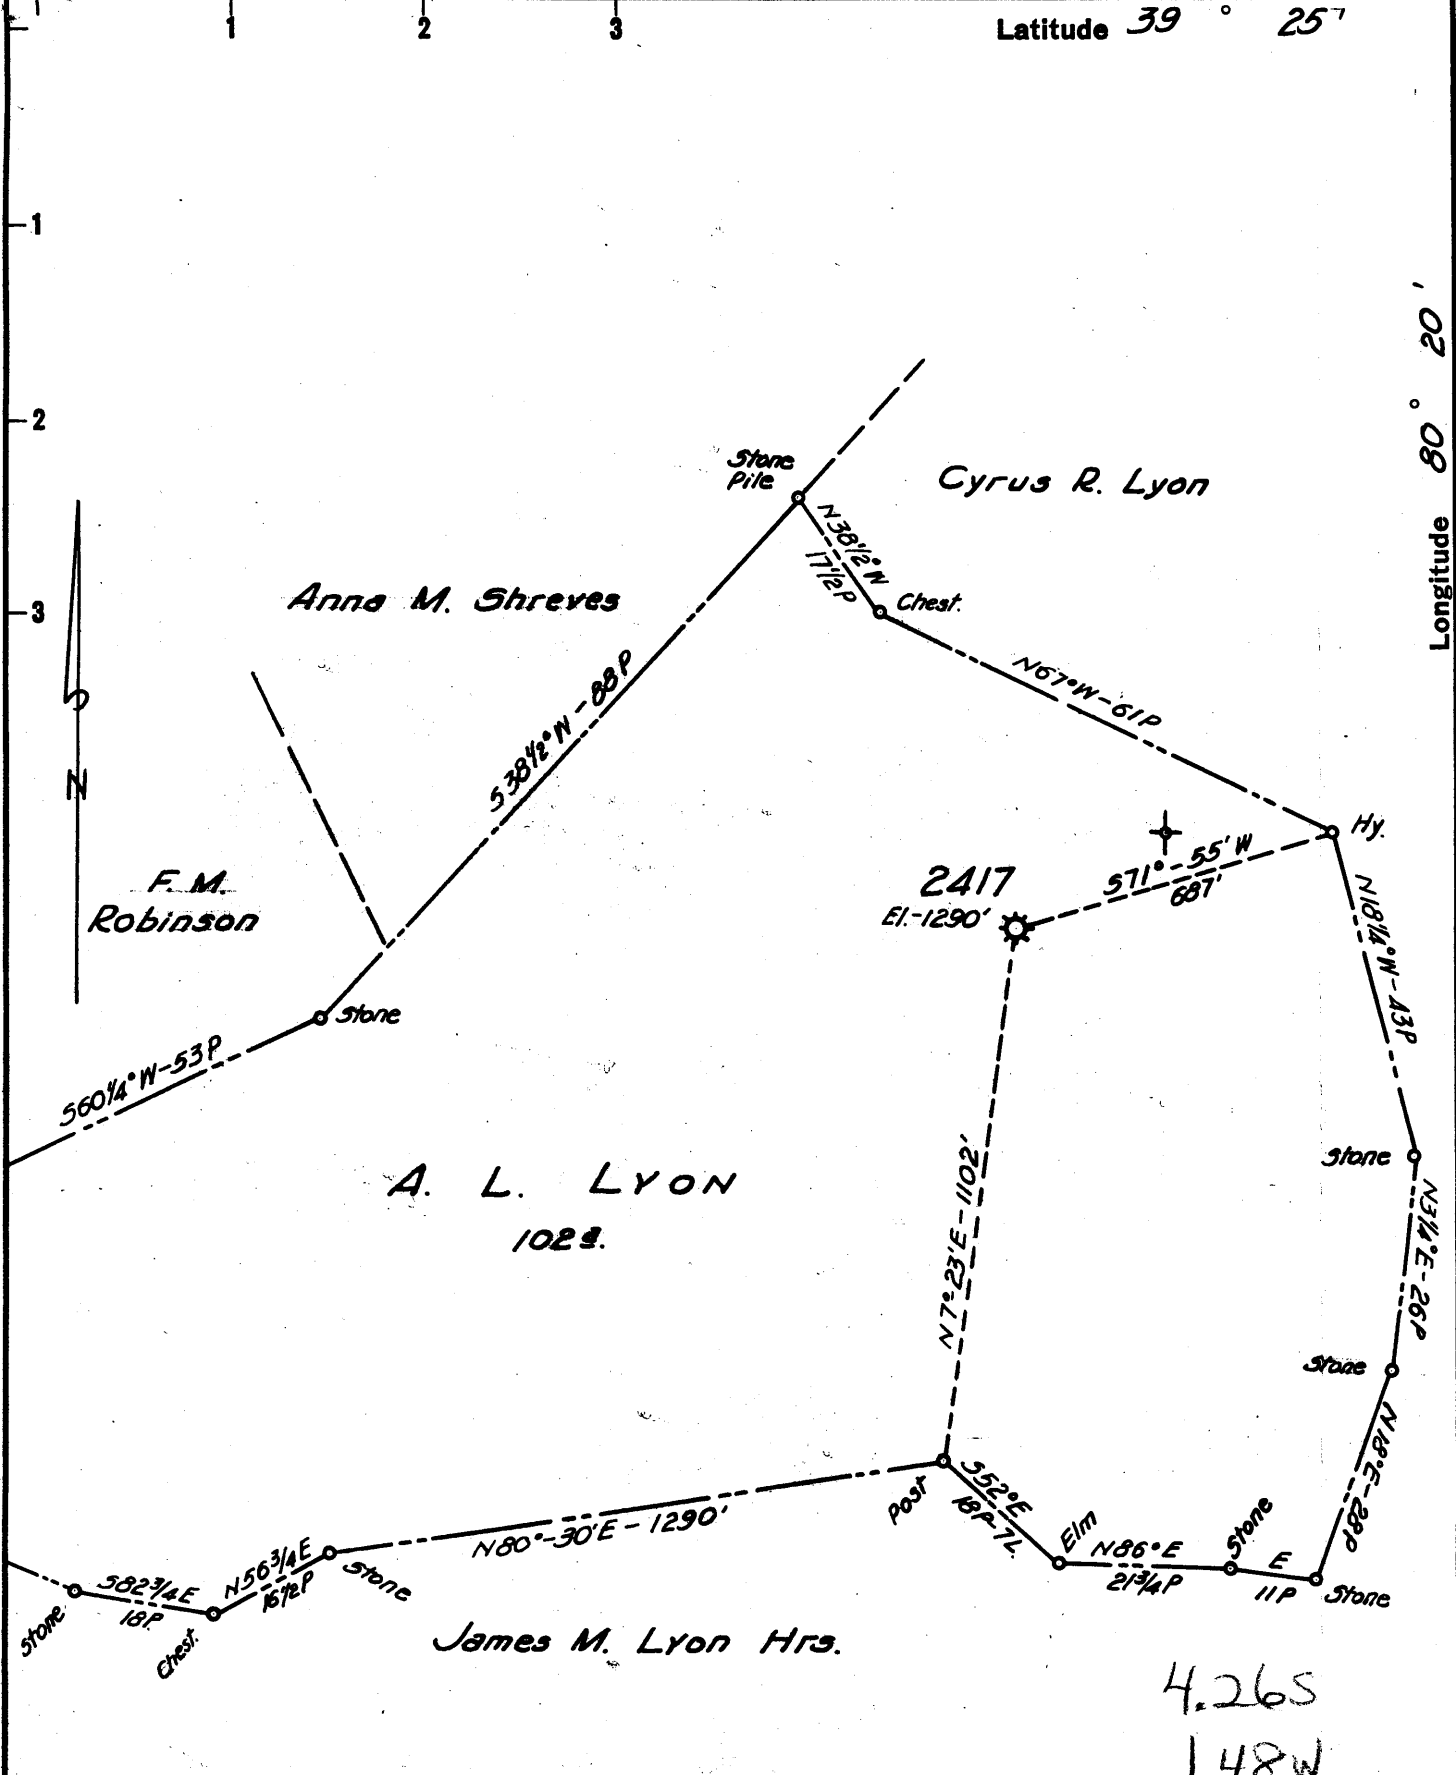 1 2 3 Latitude 39 ° 25'
1
2
3
Longitude 80 ° 20 '
Stone
Pile
Cyrus R. Lyon
N38½°W
17½P
Chest.
Anna M. Shreves
S38½°W - 88P
N67°W - 61P
Hy.
S
N
F. M.
Robinson
2417
El.-1290'
S71° - 55' W
687'
N18¼°W - 43P
Stone
S60¼°W - 53P
Stone
A. L. LYON
102a.
N7°-23'E - 1102'
N3¼°E - 26P
Stone
N18°E - 28P
Post
S52°E
18P-7L.
Elm
N86°E
21¾P
Stone
E
11P
Stone
N80°-30'E - 1290'
Stone
N56¾E
16½P
S82¾E
18P
Stone
Chest.
James M. Lyon Hrs.
4.26S
1.48W